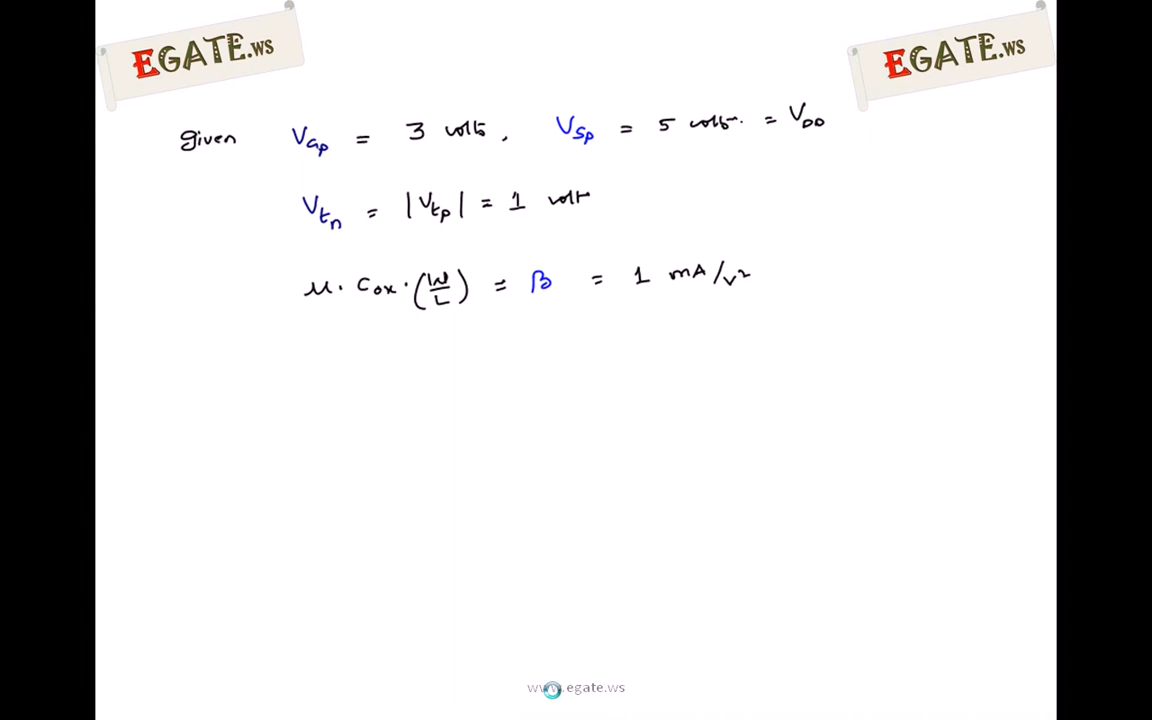 EGATE.ws EGATE.ws
Given V_Gp = 3 volts, V_Sp = 5 volts. = V_DD
V_tn = |V_tp| = 1 volt
μ. Cox. (W/L) = β = 1 mA/v²
www.egate.ws